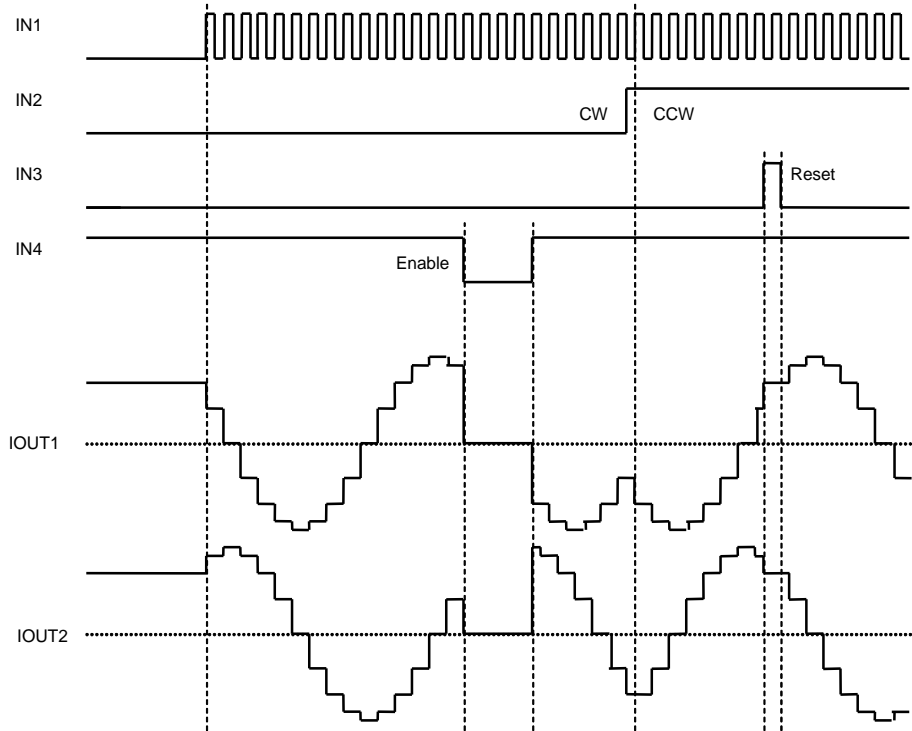 IN1
IN2
CW CCW
IN3
Reset
IN4
Enable
IOUT1
IOUT2